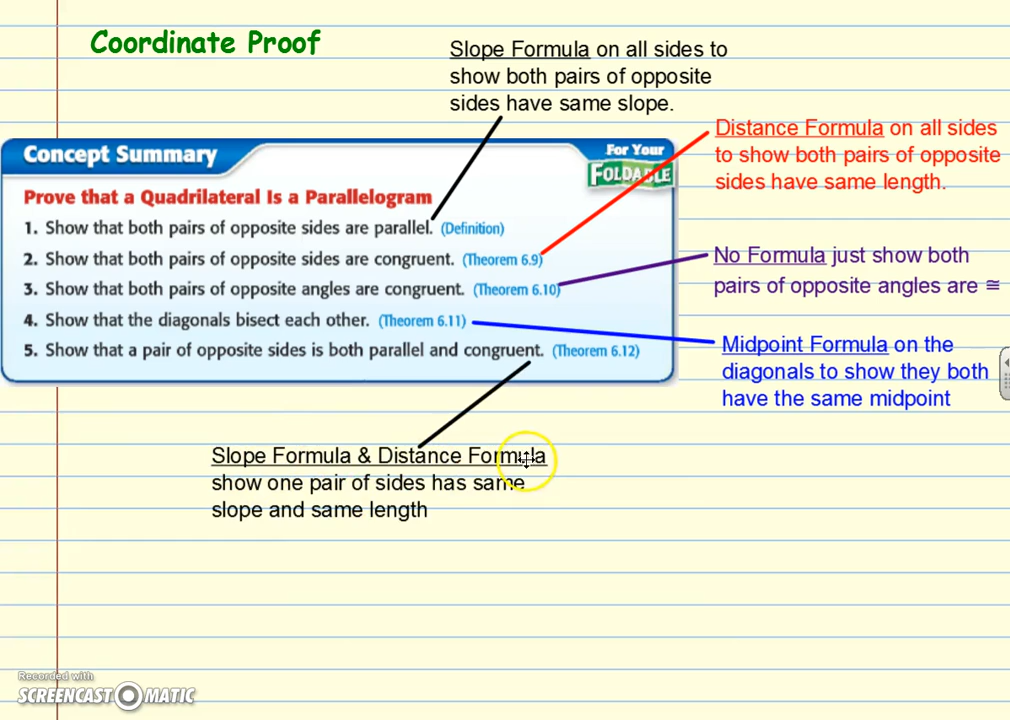 Coordinate Proof
Slope Formula on all sides to
show both pairs of opposite
sides have same slope.
Distance Formula on all sides
to show both pairs of opposite
sides have same length.
Concept Summary
For Your
FOLDABLE
Prove that a Quadrilateral Is a Parallelogram
1. Show that both pairs of opposite sides are parallel. (Definition)
2. Show that both pairs of opposite sides are congruent. (Theorem 6.9)
3. Show that both pairs of opposite angles are congruent. (Theorem 6.10)
4. Show that the diagonals bisect each other. (Theorem 6.11)
5. Show that a pair of opposite sides is both parallel and congruent. (Theorem 6.12)
No Formula just show both
pairs of opposite angles are ≅
Midpoint Formula on the
diagonals to show they both
have the same midpoint
Slope Formula & Distance Formula
show one pair of sides has same
slope and same length
Recorded with
SCREENCAST-O-MATIC